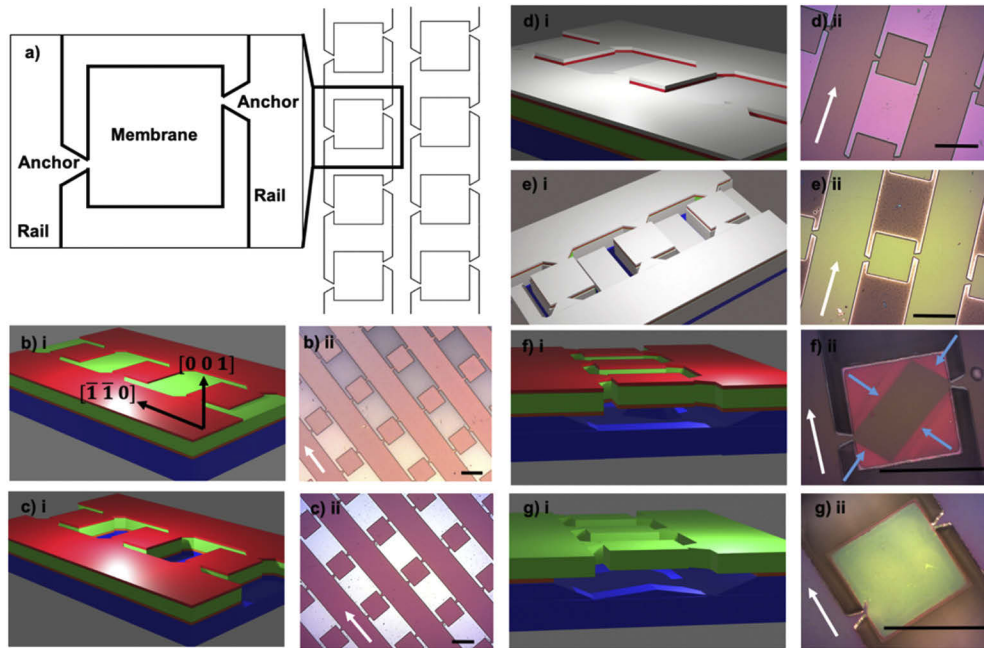 a)
Anchor
Membrane
Anchor
Rail
Rail
b) i
[0 0 1]
[1̅ 1̅ 0]
b) ii
c) i
c) ii
d) i
d) ii
e) i
e) ii
f) i
f) ii
g) i
g) ii